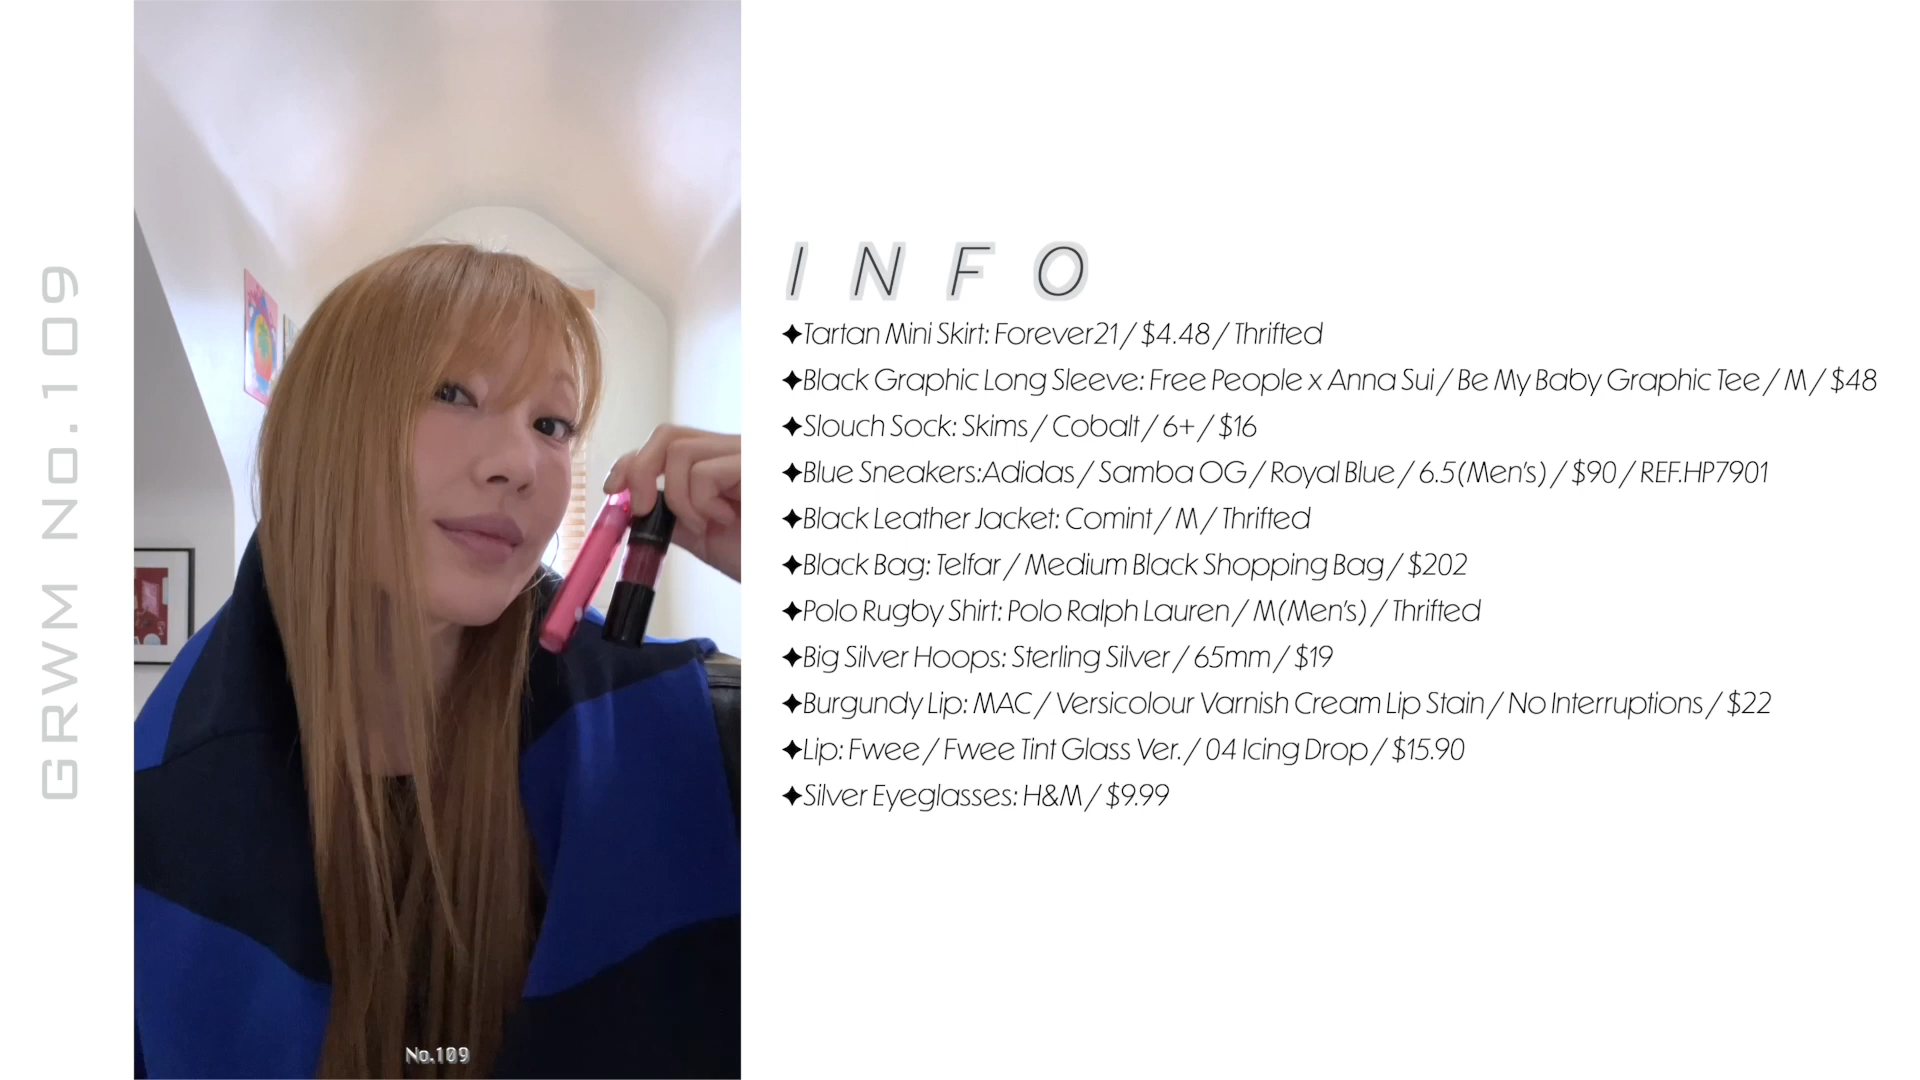 GRWM No.109
No.109
INFO
✦Tartan Mini Skirt: Forever21 / $4.48 / Thrifted
✦Black Graphic Long Sleeve: Free People x Anna Sui / Be My Baby Graphic Tee / M / $48
✦Slouch Sock: Skims / Cobalt / 6+ / $16
✦Blue Sneakers:Adidas / Samba OG / Royal Blue / 6.5(Men's) / $90 / REF.HP7901
✦Black Leather Jacket: Comint / M / Thrifted
✦Black Bag: Telfar / Medium Black Shopping Bag / $202
✦Polo Rugby Shirt: Polo Ralph Lauren / M(Men's) / Thrifted
✦Big Silver Hoops: Sterling Silver / 65mm / $19
✦Burgundy Lip: MAC / Versicolour Varnish Cream Lip Stain / No Interruptions / $22
✦Lip: Fwee / Fwee Tint Glass Ver. / 04 Icing Drop / $15.90
✦Silver Eyeglasses: H&M / $9.99